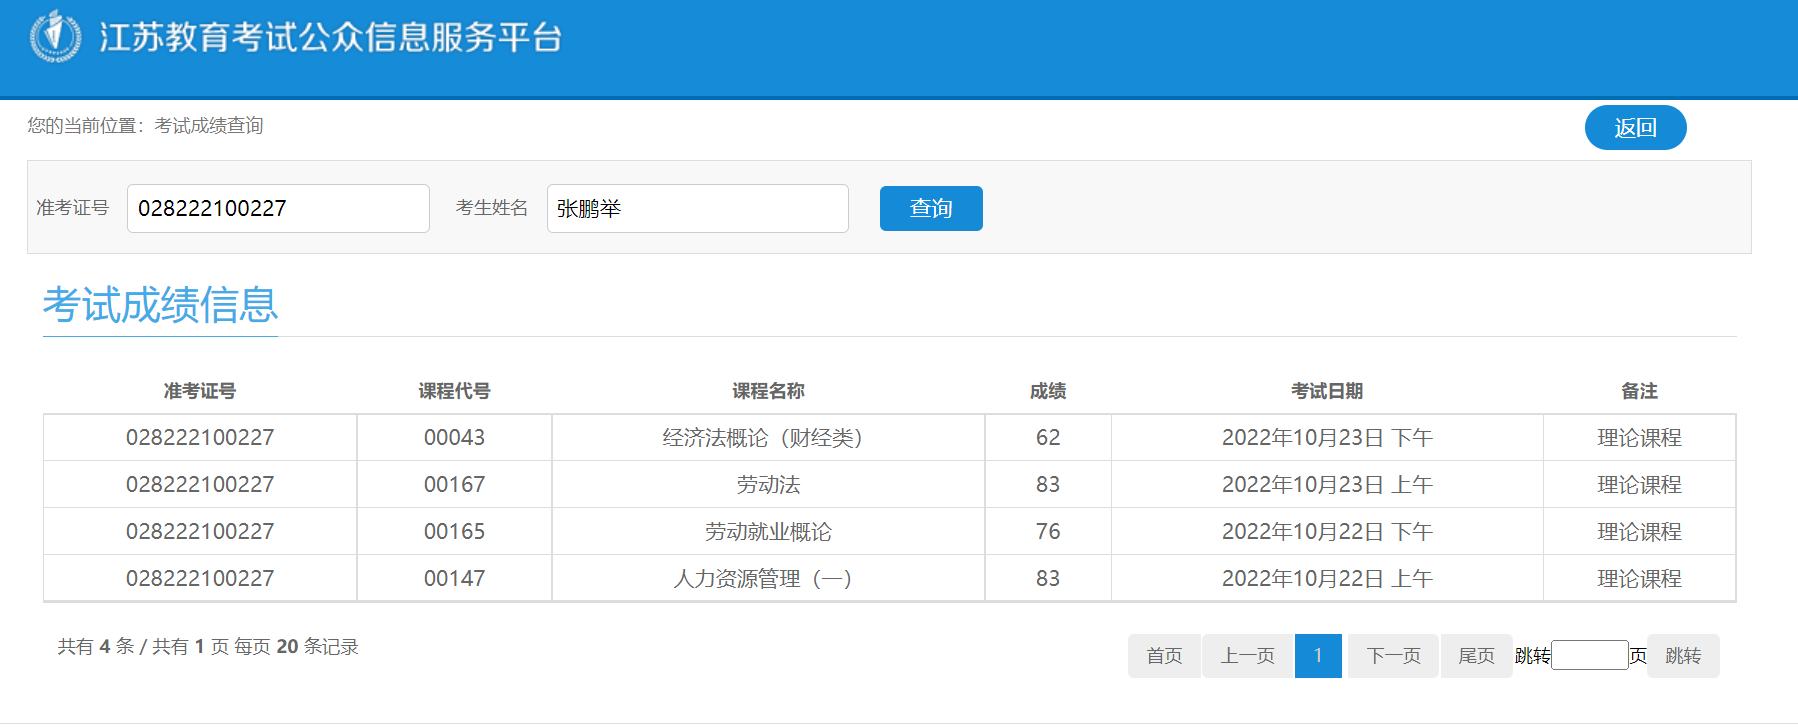 江苏教育考试公众信息服务平台
您的当前位置：考试成绩查询
返回
准考证号 028222100227 考生姓名 张鹏举 查询
考试成绩信息
准考证号 课程代号 课程名称 成绩 考试日期 备注
028222100227 00043 经济法概论（财经类） 62 2022年10月23日 下午 理论课程
028222100227 00167 劳动法 83 2022年10月23日 上午 理论课程
028222100227 00165 劳动就业概论 76 2022年10月22日 下午 理论课程
028222100227 00147 人力资源管理（一） 83 2022年10月22日 上午 理论课程
共有 4 条 / 共有 1 页 每页 20 条记录
首页 上一页 1 下一页 尾页 跳转 页 跳转